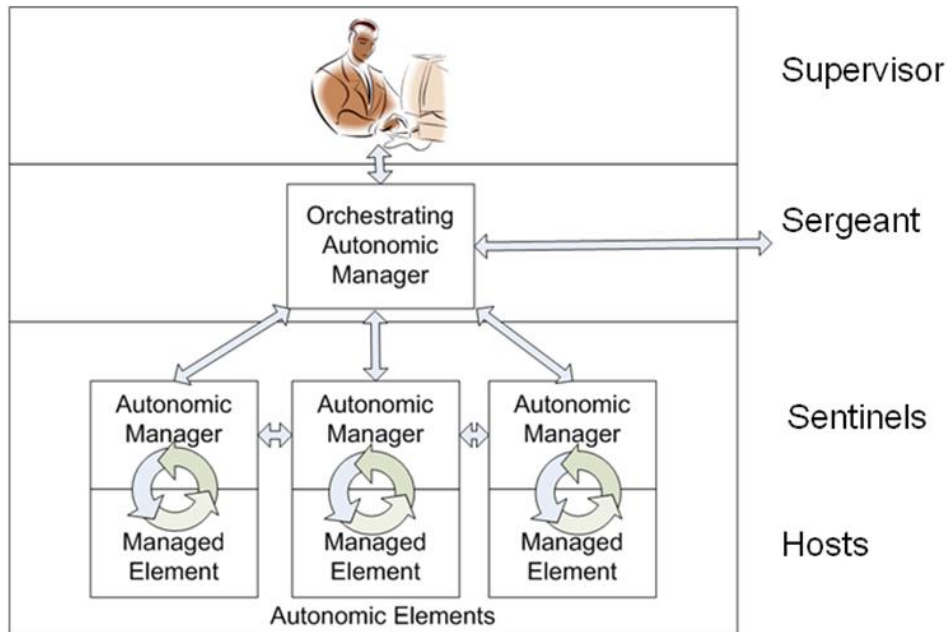 Supervisor
Orchestrating
Autonomic
Manager
Sergeant
Autonomic
Manager
Autonomic
Manager
Autonomic
Manager
Sentinels
Managed
Element
Managed
Element
Managed
Element
Hosts
Autonomic Elements